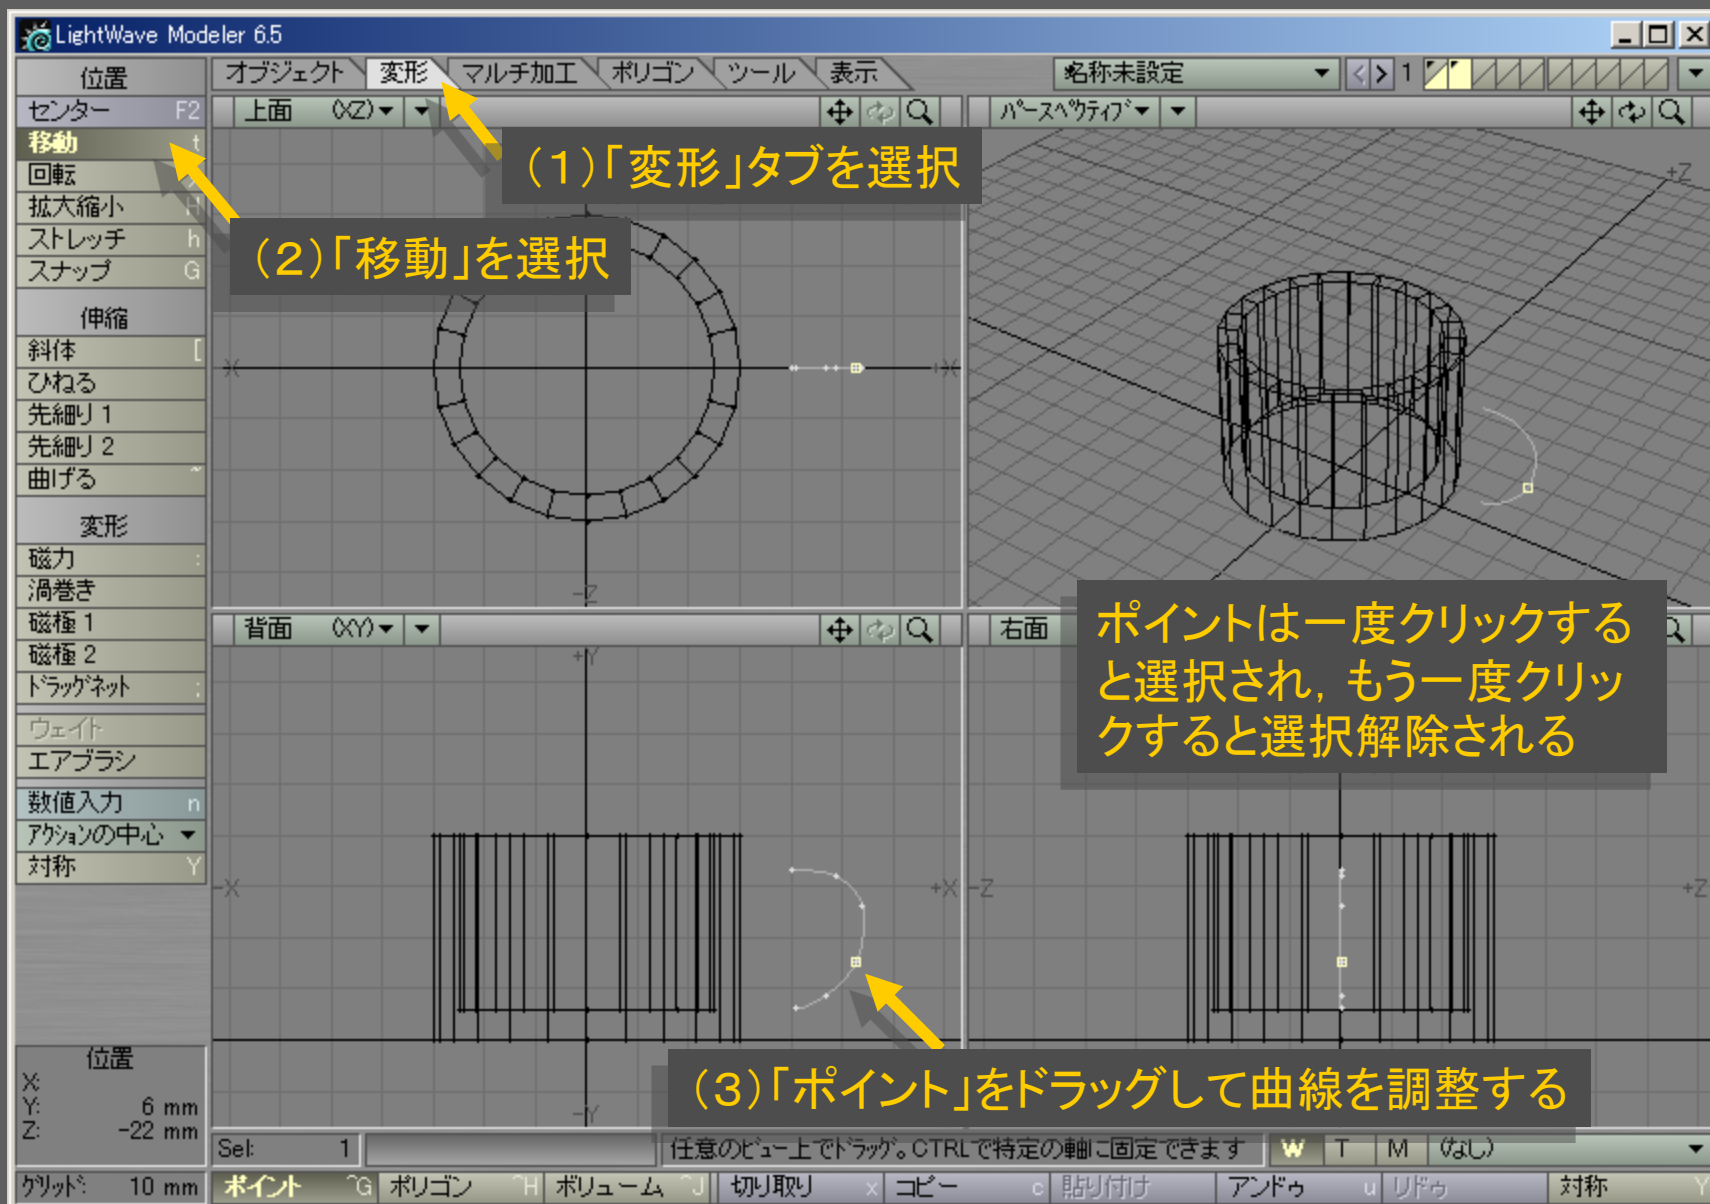 LightWave Modeler 6.5
位置
オブジェクト 変形 マルチ加工 ポリゴン ツール 表示
名称未設定
1
センター F2
移動 t
回転
拡大縮小 H
ストレッチ h
スナップ G
伸縮
斜体 [
ひねる
先細り 1
先細り 2
曲げる ~
変形
磁力 :
渦巻き
磁極 1
磁極 2
ドラッグネット ;
ウェイト
エアブラシ
数値入力 n
アクションの中心
対称 Y
上面 (XZ)
パースペクティブ
(1)「変形」タブを選択
(2)「移動」を選択
-X
+X
-Z
+Z
背面 (XY)
右面
ポイントは一度クリックする
と選択され，もう一度クリッ
クすると選択解除される
+Y
-X
+X
-Y
-Z
+Z
(3)「ポイント」をドラッグして曲線を調整する
位置
X:
Y: 6 mm
Z: -22 mm
グリッド: 10 mm
Sel: 1
任意のビュー上でドラッグ。CTRLで特定の軸に固定できます
W T M (なし)
ポイント ^G ポリゴン ^H ボリューム ^J 切り取り x コピー c 貼り付け アンドゥ u リドゥ 対称 Y